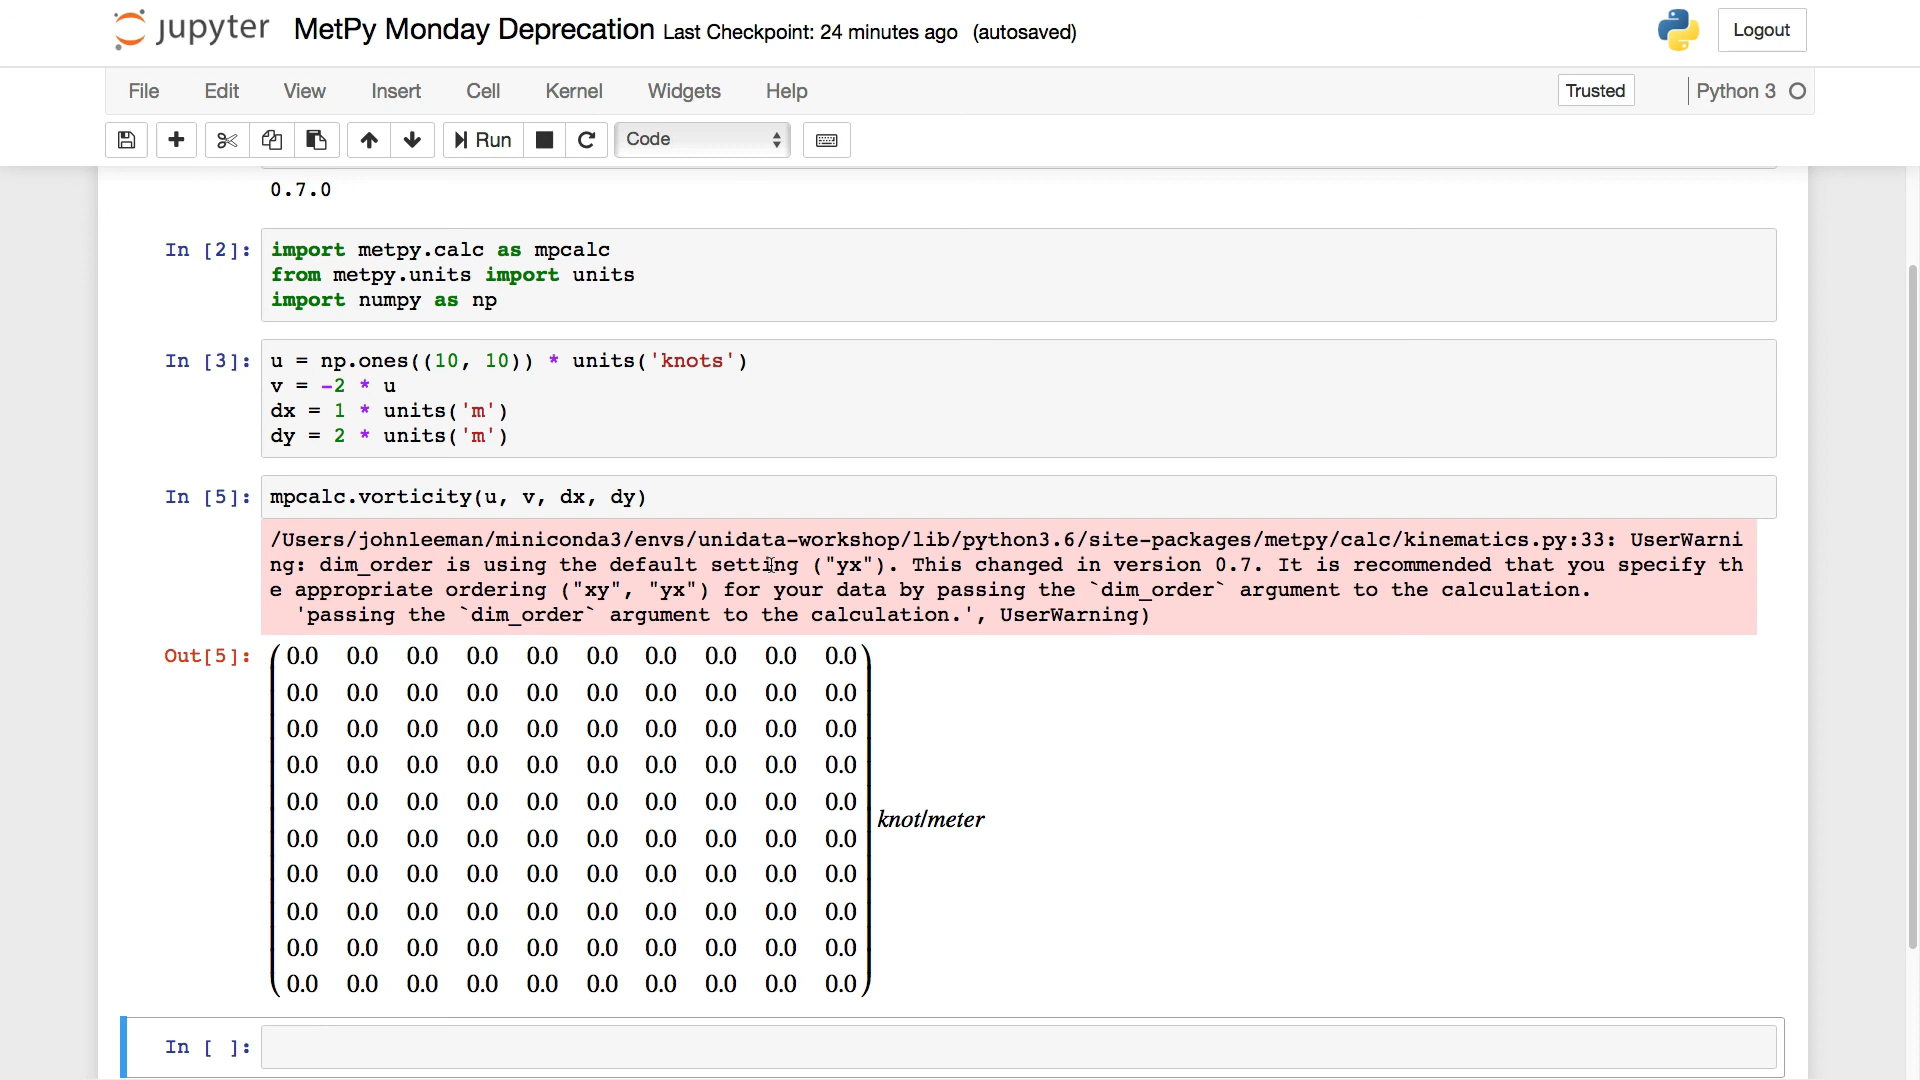 jupyter MetPy Monday Deprecation Last Checkpoint: 24 minutes ago (autosaved) Logout
File Edit View Insert Cell Kernel Widgets Help Trusted Python 3
Run Code
0.7.0
In [2]: import metpy.calc as mpcalc
from metpy.units import units
import numpy as np
In [3]: u = np.ones((10, 10)) * units('knots')
v = -2 * u
dx = 1 * units('m')
dy = 2 * units('m')
In [5]: mpcalc.vorticity(u, v, dx, dy)
/Users/johnleeman/miniconda3/envs/unidata-workshop/lib/python3.6/site-packages/metpy/calc/kinematics.py:33: UserWarni
ng: dim_order is using the default setting ("yx"). This changed in version 0.7. It is recommended that you specify th
e appropriate ordering ("xy", "yx") for your data by passing the `dim_order` argument to the calculation.
'passing the `dim_order` argument to the calculation.', UserWarning)
Out[5]: 0.0 0.0 0.0 0.0 0.0 0.0 0.0 0.0 0.0 0.0
0.0 0.0 0.0 0.0 0.0 0.0 0.0 0.0 0.0 0.0
0.0 0.0 0.0 0.0 0.0 0.0 0.0 0.0 0.0 0.0
0.0 0.0 0.0 0.0 0.0 0.0 0.0 0.0 0.0 0.0
0.0 0.0 0.0 0.0 0.0 0.0 0.0 0.0 0.0 0.0
knot/meter
0.0 0.0 0.0 0.0 0.0 0.0 0.0 0.0 0.0 0.0
0.0 0.0 0.0 0.0 0.0 0.0 0.0 0.0 0.0 0.0
0.0 0.0 0.0 0.0 0.0 0.0 0.0 0.0 0.0 0.0
0.0 0.0 0.0 0.0 0.0 0.0 0.0 0.0 0.0 0.0
0.0 0.0 0.0 0.0 0.0 0.0 0.0 0.0 0.0 0.0
In [ ]: